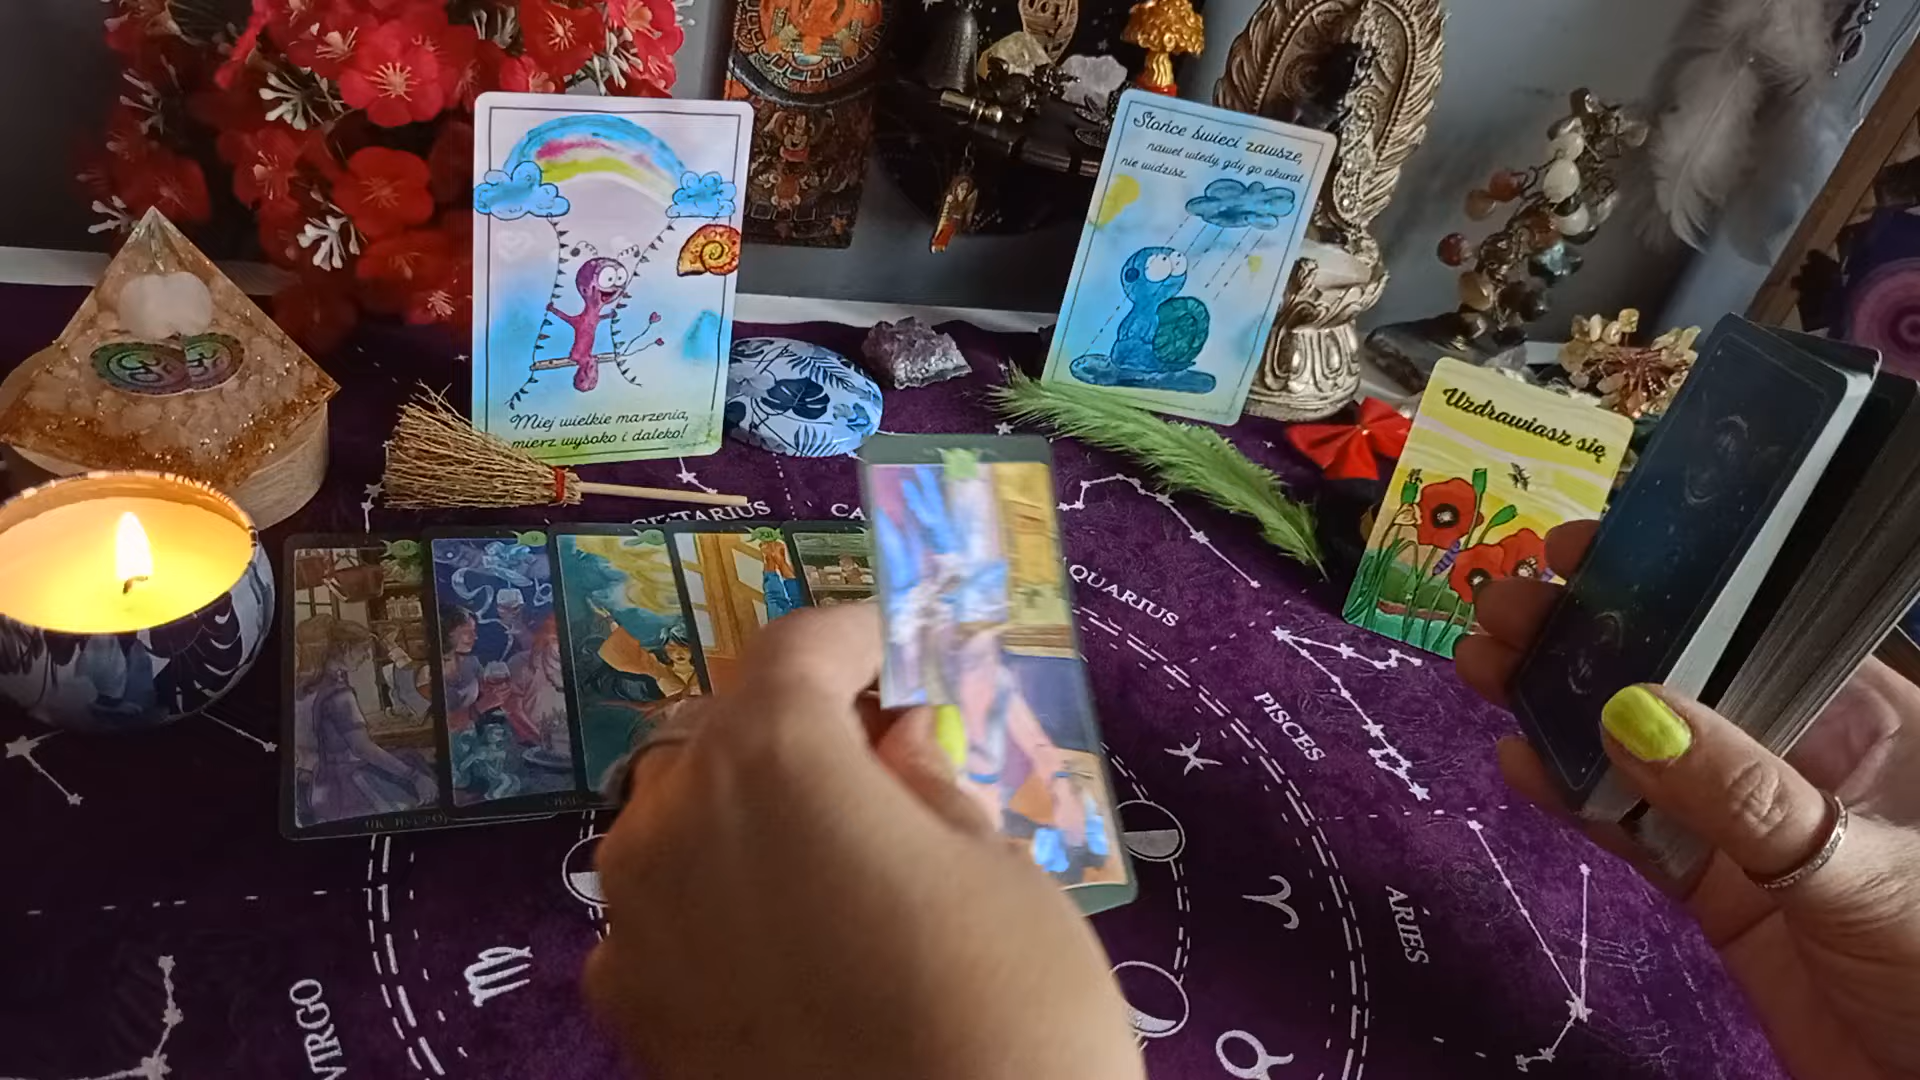 Słońce świeci zawsze,
nawet wtedy, gdy go akurat
nie widzisz.
Miej wielkie marzenia,
mierz wysoko i daleko!
Uzdrawiasz się
AQUARIUS
PISCES
ARIES
VIRGO